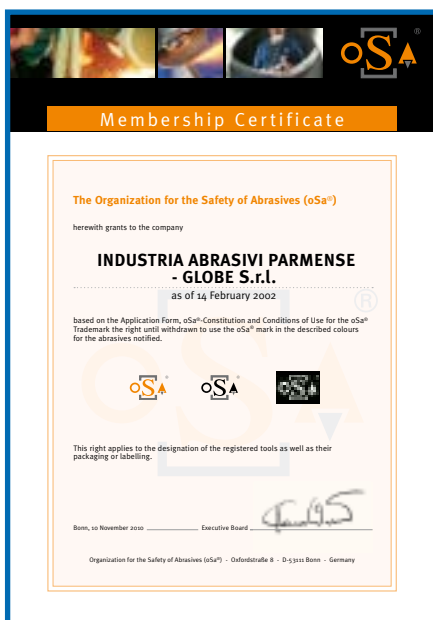 oSa®
Membership Certificate
The Organization for the Safety of Abrasives (oSa®)
herewith grants to the company
INDUSTRIA ABRASIVI PARMENSE
- GLOBE S.r.l.
as of 14 February 2002
based on the Application Form, oSa®-Constitution and Conditions of Use for the oSa®
Trademark the right until withdrawn to use the oSa® mark in the described colours
for the abrasives notified.
oSa® oSa® oSa®
This right applies to the designation of the registered tools as well as their
packaging or labelling.
Bonn, 10 November 2010 Executive Board
Organization for the Safety of Abrasives (oSa®) - Oxfordstraße 8 - D-53111 Bonn - Germany